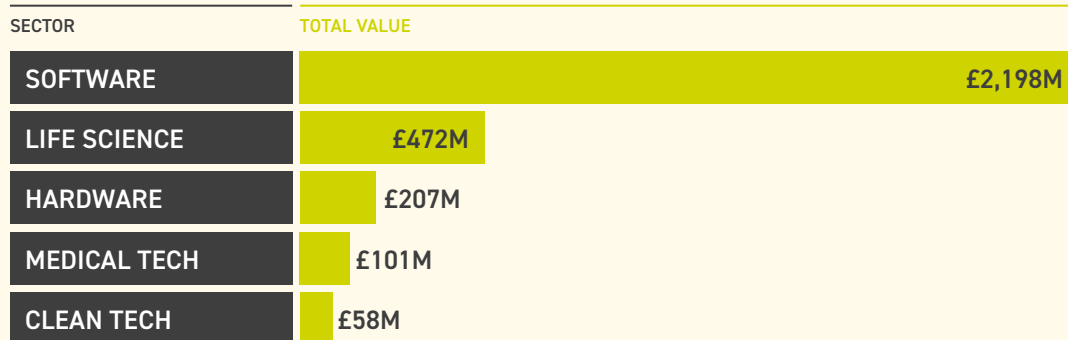 SECTOR TOTAL VALUE
SOFTWARE £2,198M
LIFE SCIENCE £472M
HARDWARE £207M
MEDICAL TECH £101M
CLEAN TECH £58M